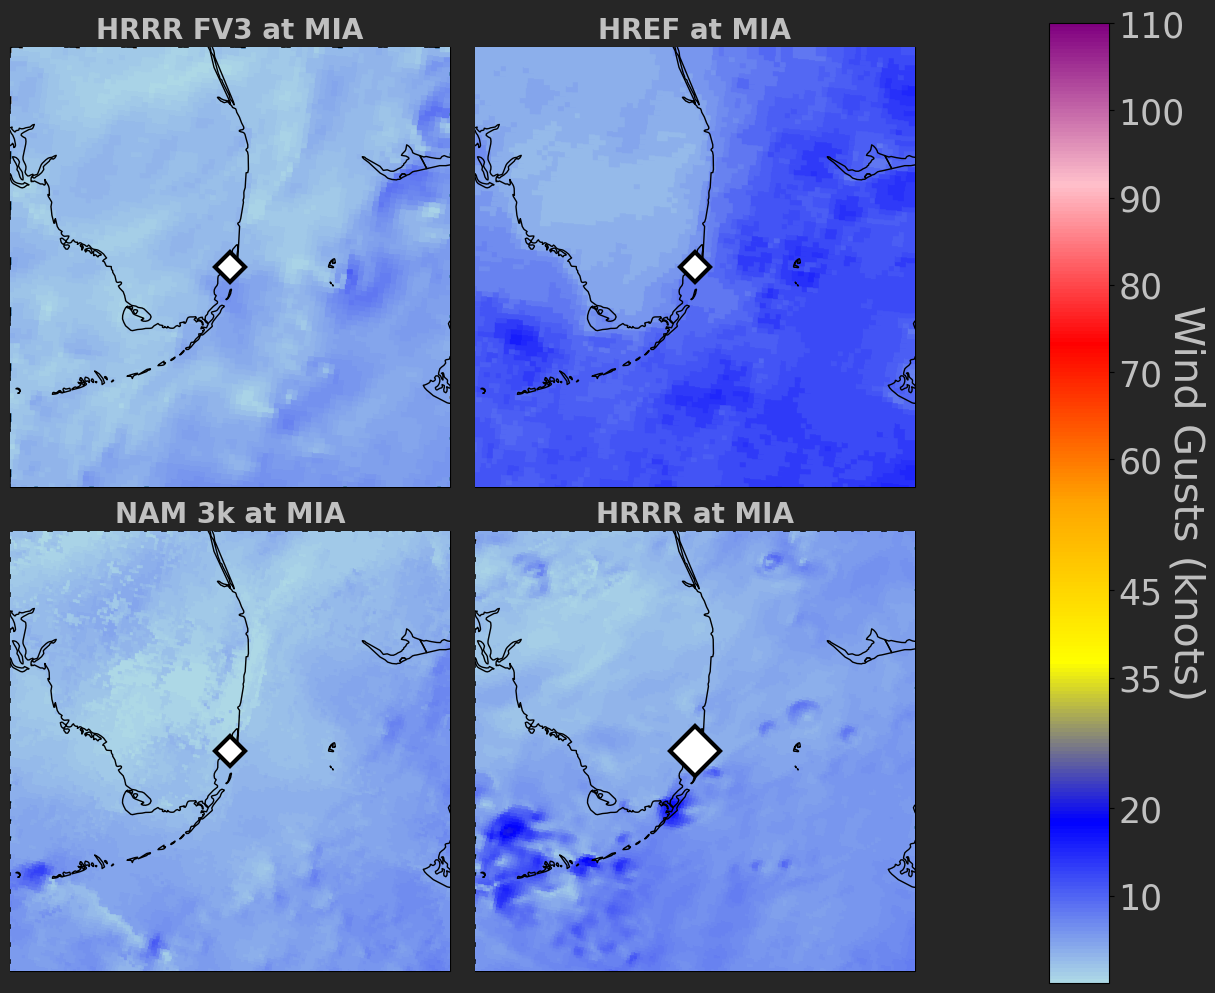 HRRR FV3 at MIA
HREF at MIA
NAM 3k at MIA
HRRR at MIA
110
100
90
80
70
60
45
35
20
10
Wind Gusts (knots)